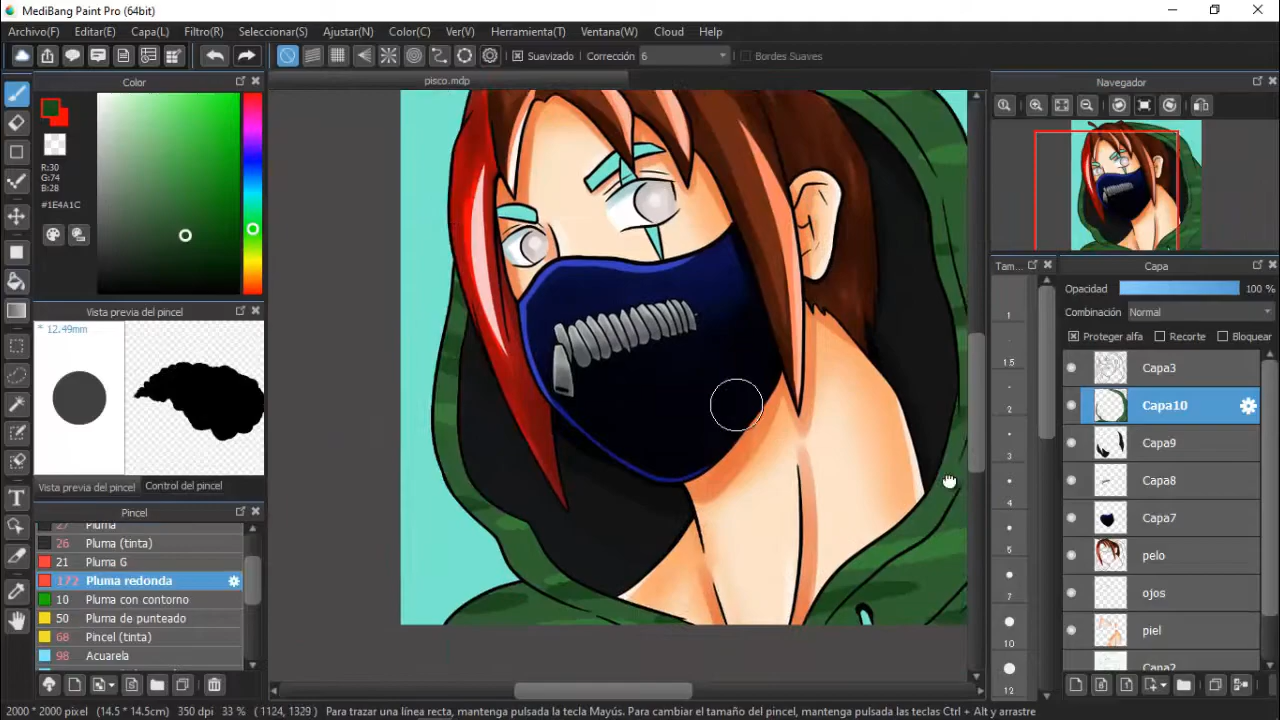 MediBang Paint Pro (64bit)
Archivo(F) Editar(E) Capa(L) Filtro(R) Seleccionar(S) Ajustar(N) Color(C) Ver(V) Herramienta(T) Ventana(W) Cloud Help
Suavizado Corrección 6 Bordes Suaves
Color
pisco.mdp
Navegador
R:30
G:74
B:28
#1E4A1C
Tam...
Capa
Opacidad 100 %
Vista previa del pincel
Combinación Normal
* 12.49mm
Proteger alfa Recorte Bloquear
1
1.5
2
3
4
5
7
10
12
Capa3
Capa10
Capa9
Capa8
Capa7
pelo
ojos
piel
Capa2
Vista previa del pincel Control del pincel
Pincel
27 Pluma
26 Pluma (tinta)
21 Pluma G
172 Pluma redonda
10 Pluma con contorno
50 Pluma de punteado
68 Pincel (tinta)
98 Acuarela
2000 * 2000 pixel (14.5 * 14.5cm) 350 dpi 33 % ( 1124, 1329 ) Para trazar una línea recta, mantenga pulsada la tecla Mayús. Para cambiar el tamaño del pincel, mantenga pulsadas las teclas Ctrl + Alt y arrastre